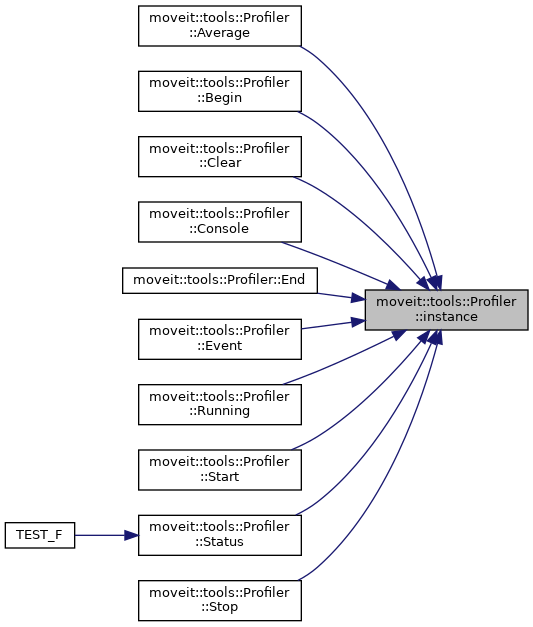 moveit::tools::Profiler
::Average
moveit::tools::Profiler
::Begin
moveit::tools::Profiler
::Clear
moveit::tools::Profiler
::Console
moveit::tools::Profiler::End
moveit::tools::Profiler
::instance
moveit::tools::Profiler
::Event
moveit::tools::Profiler
::Running
moveit::tools::Profiler
::Start
TEST_F
moveit::tools::Profiler
::Status
moveit::tools::Profiler
::Stop